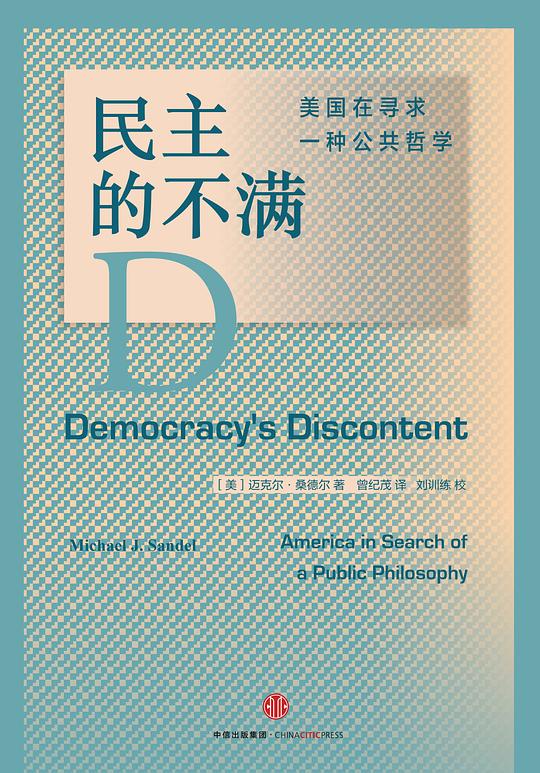 民主
的不满
美国在寻求
一种公共哲学
D
Democracy's Discontent
[美]迈克尔·桑德尔 著 曾纪茂 译 刘训练 校
Michael J. Sandel
America in Search of
a Public Philosophy
中信出版集团·CHINACITICPRESS